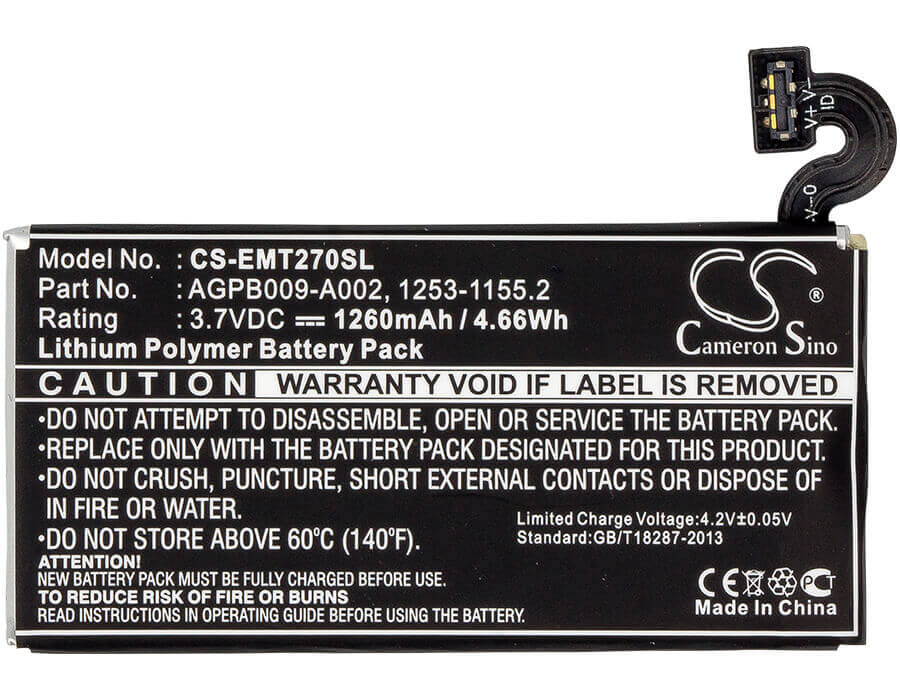 V+ V-
ID
-V--0
Model No. : CS-EMT270SL
Part No. : AGPB009-A002, 1253-1155.2
Rating : 3.7VDC ⎓ 1260mAh / 4.66Wh
Lithium Polymer Battery Pack
CS ®
Cameron Sino
CAUTION WARRANTY VOID IF LABEL IS REMOVED
•DO NOT ATTEMPT TO DISASSEMBLE, OPEN OR SERVICE THE BATTERY PACK.
•REPLACE ONLY WITH THE BATTERY PACK DESIGNATED FOR THIS EQUIPMENT.
•DO NOT CRUSH, PUNCTURE, SHORT EXTERNAL CONTACTS OR DISPOSE
OF IN FIRE OR WATER.
•DO NOT STORE ABOVE 60°C (140°F).
Limited Charge Voltage:4.2V±0.05V
Standard:GB/T18287-2013
ATTENTION!
NEW BATTERY PACK MUST BE FULLY CHARGED BEFORE USE.
TO REDUCE RISK OF FIRE OR BURNS
READ INSTRUCTIONS IN OPERATING GUIDE BEFORE USING BATTERY.
CE PCT
Made In China